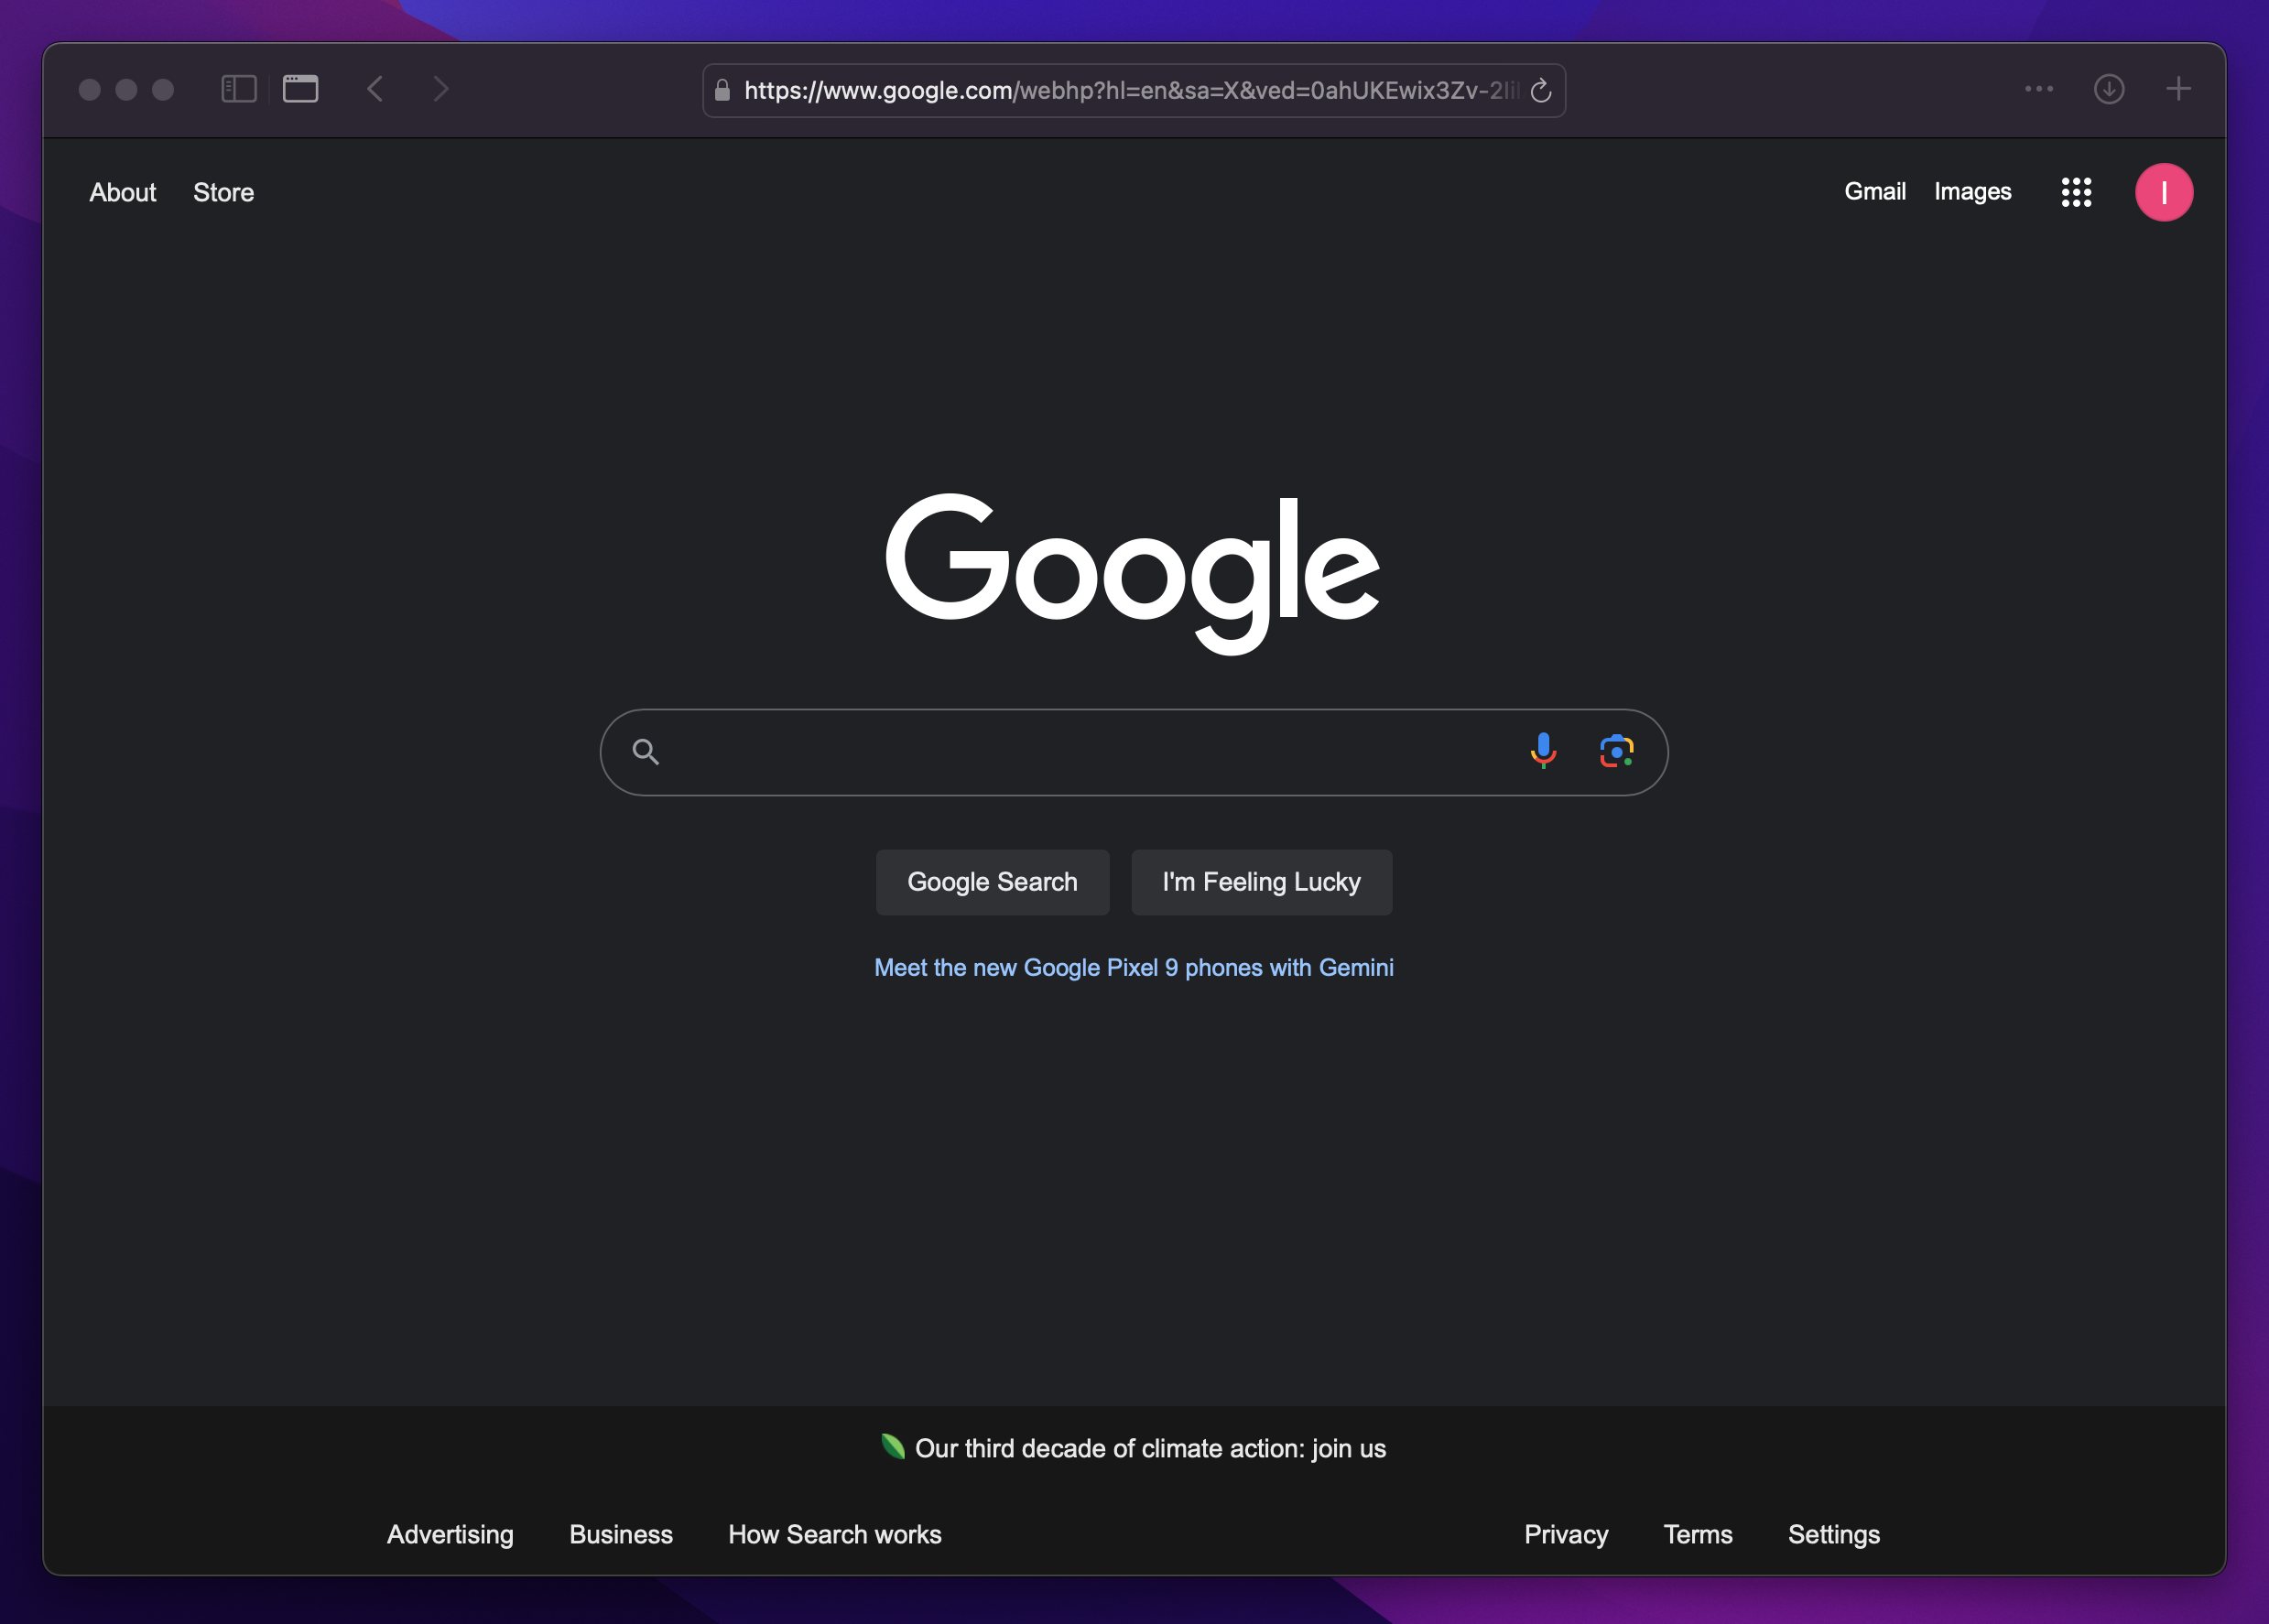 https://www.google.com/webhp?hl=en&sa=X&ved=0ahUKEwix3Zv-2
About Store Gmail Images I
Google
Google Search I'm Feeling Lucky
Meet the new Google Pixel 9 phones with Gemini
Our third decade of climate action: join us
Advertising Business How Search works Privacy Terms Settings